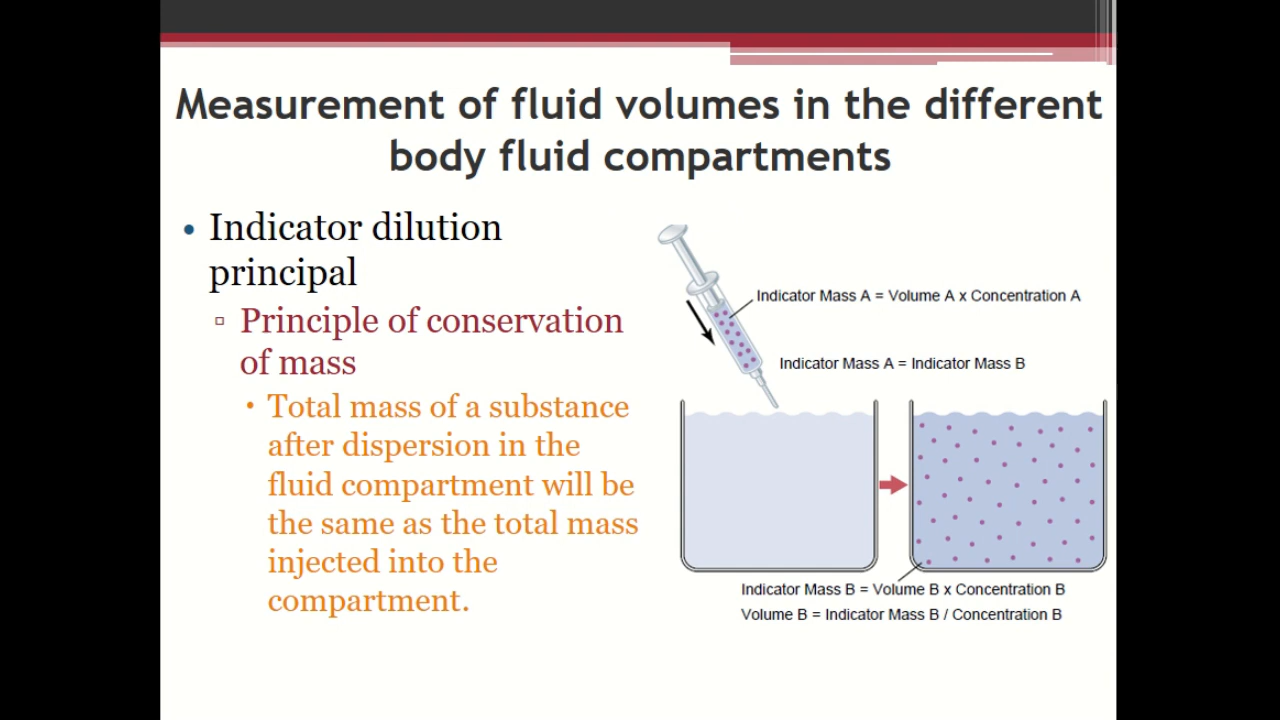 Measurement of fluid volumes in the different
body fluid compartments
• Indicator dilution
principal
▫ Principle of conservation
of mass
• Total mass of a substance
after dispersion in the
fluid compartment will be
the same as the total mass
injected into the
compartment.
Indicator Mass A = Volume A x Concentration A
Indicator Mass A = Indicator Mass B
Indicator Mass B = Volume B x Concentration B
Volume B = Indicator Mass B / Concentration B